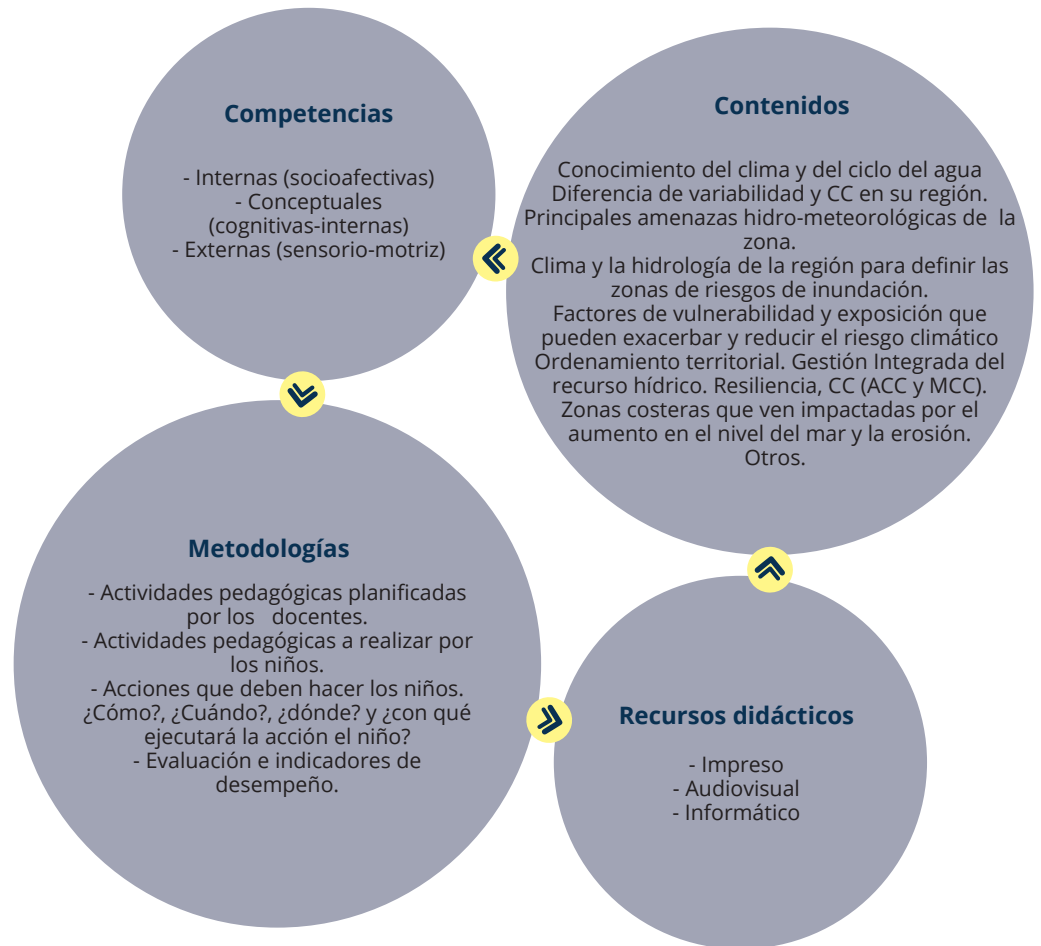 Competencias
- Internas (socioafectivas)
- Conceptuales
(cognitivas-internas)
- Externas (sensorio-motriz)
Contenidos
Conocimiento del clima y del ciclo del agua
Diferencia de variabilidad y CC en su región.
Principales amenazas hidro-meteorológicas de la
zona.
Clima y la hidrología de la región para definir las
zonas de riesgos de inundación.
Factores de vulnerabilidad y exposición que
pueden exacerbar y reducir el riesgo climático
Ordenamiento territorial. Gestión Integrada del
recurso hídrico. Resiliencia, CC (ACC y MCC).
Zonas costeras que ven impactadas por el
aumento en el nivel del mar y la erosión.
Otros.
Metodologías
- Actividades pedagógicas planificadas
por los docentes.
- Actividades pedagógicas a realizar por
los niños.
- Acciones que deben hacer los niños.
¿Cómo?, ¿Cuándo?, ¿dónde? y ¿con qué
ejecutará la acción el niño?
- Evaluación e indicadores de
desempeño.
Recursos didácticos
- Impreso
- Audiovisual
- Informático